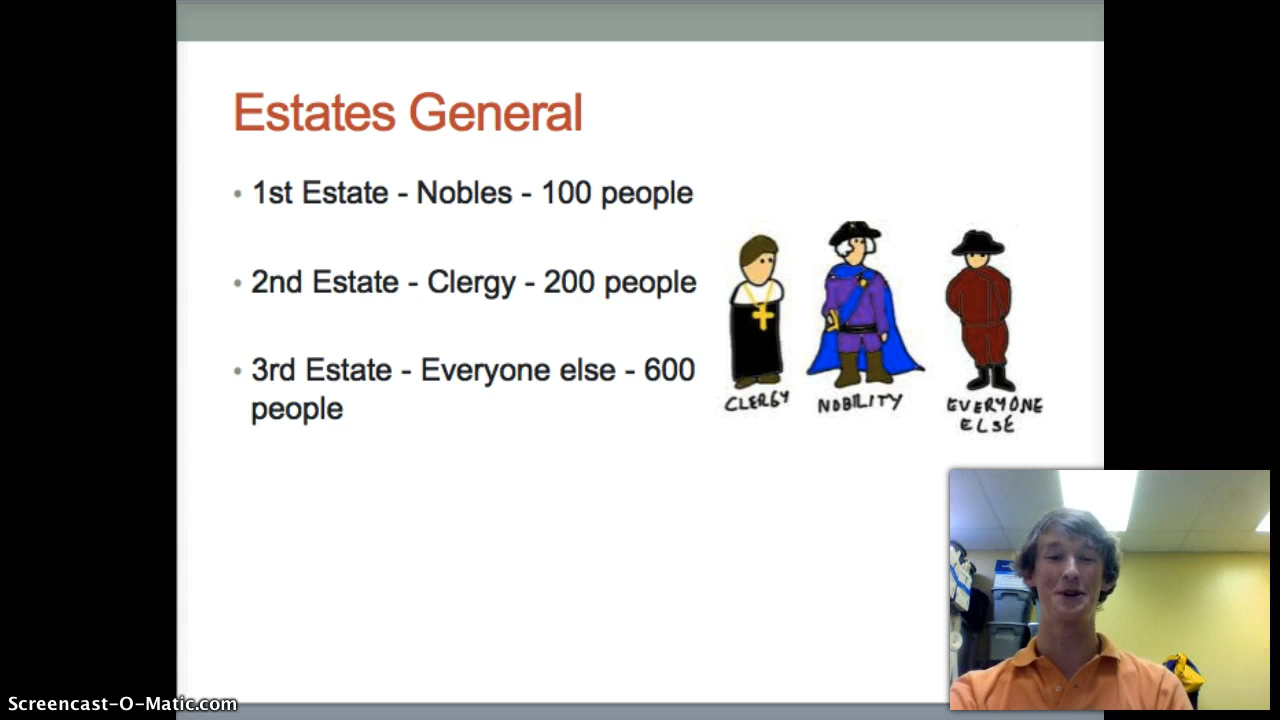 Estates General
• 1st Estate - Nobles - 100 people
• 2nd Estate - Clergy - 200 people
• 3rd Estate - Everyone else - 600
people
CLERGY NOBILITY EVERYONE
ELSE
Screencast-O-Matic.com